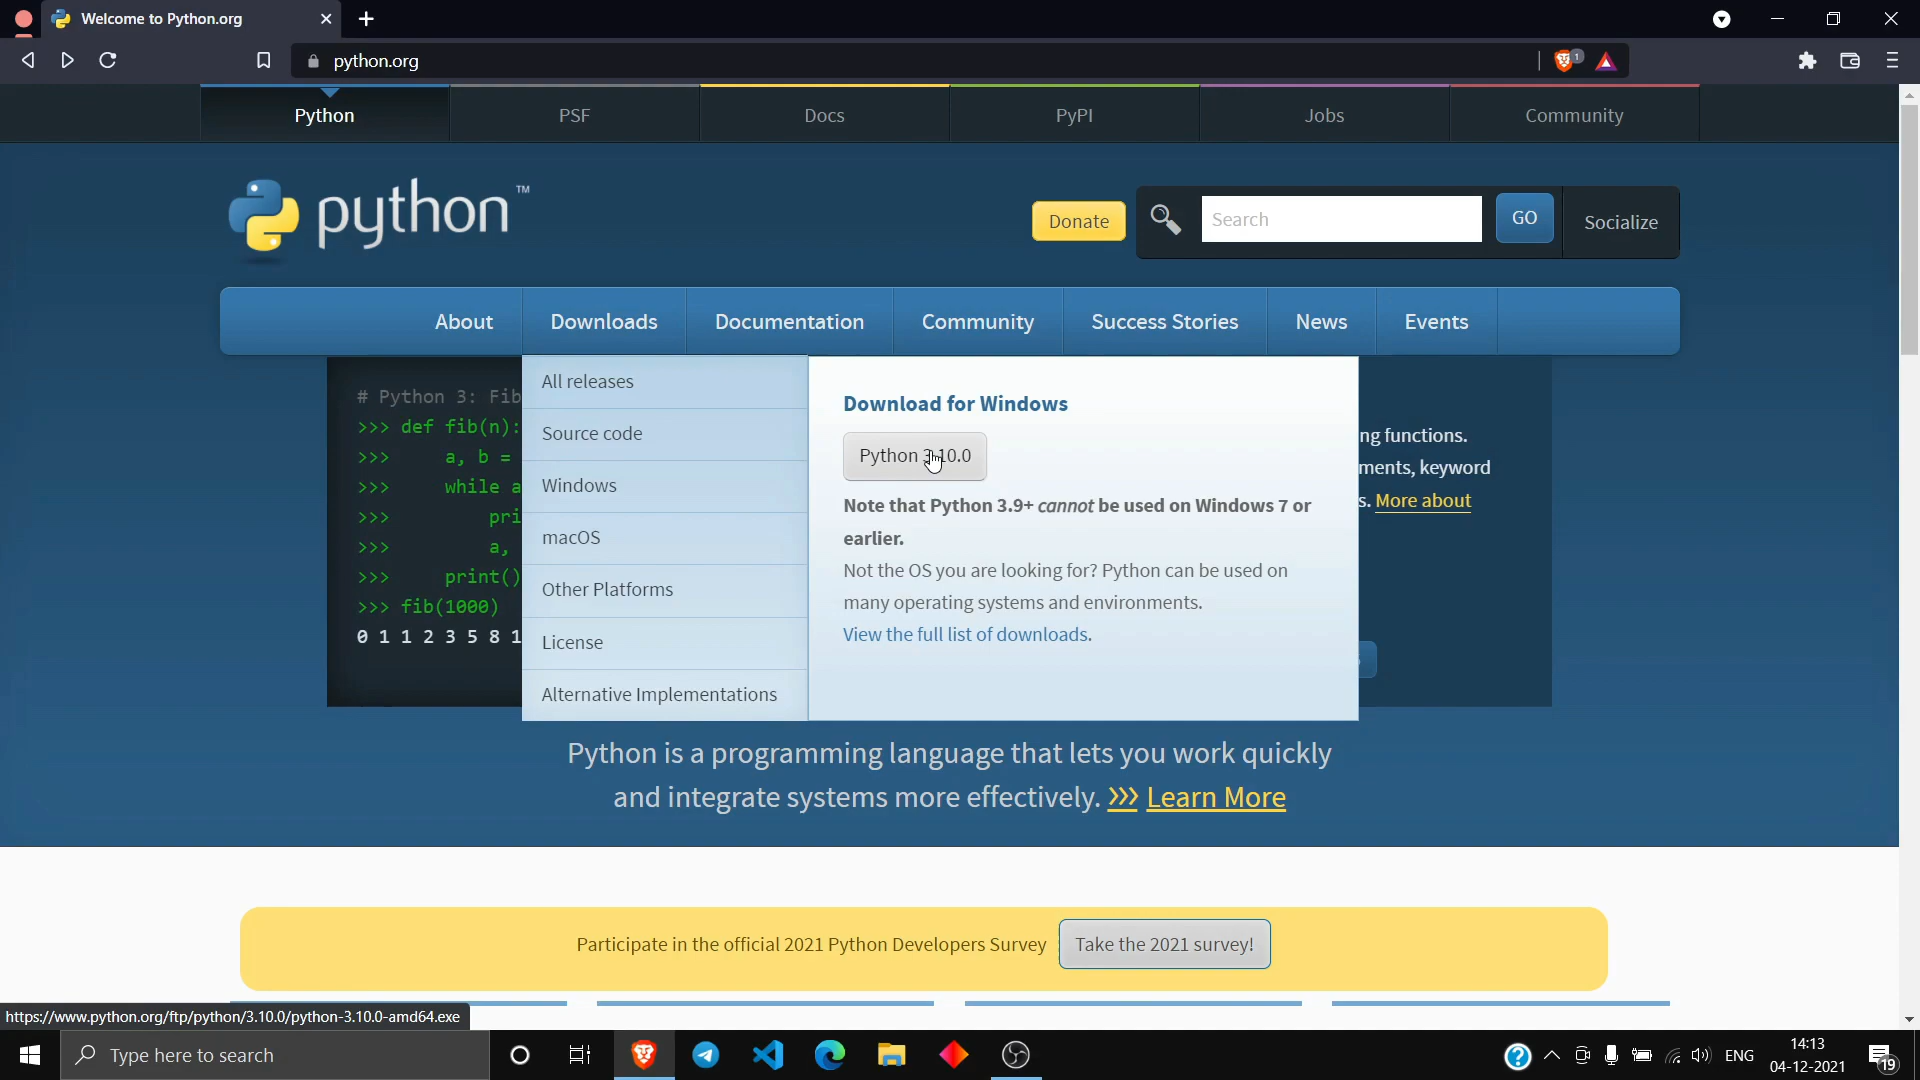 Welcome to Python.org
python.org
1
Python PSF Docs PyPI Jobs Community
python™
Donate Search GO Socialize
About Downloads Documentation Community Success Stories News Events
# Python 3: Fib
>>> def fib(n):
>>> a, b =
>>> while a
>>> pri
>>> a,
>>> print()
>>> fib(1000)
0 1 1 2 3 5 8 1
All releases
Source code
Windows
macOS
Other Platforms
License
Alternative Implementations
Download for Windows
Python 3.10.0
Note that Python 3.9+ cannot be used on Windows 7 or
earlier.
Not the OS you are looking for? Python can be used on
many operating systems and environments.
View the full list of downloads.
ng functions.
ments, keyword
s. More about
Python is a programming language that lets you work quickly
and integrate systems more effectively. >>> Learn More
Participate in the official 2021 Python Developers Survey Take the 2021 survey!
https://www.python.org/ftp/python/3.10.0/python-3.10.0-amd64.exe
Type here to search
ENG
14:13
04-12-2021
19